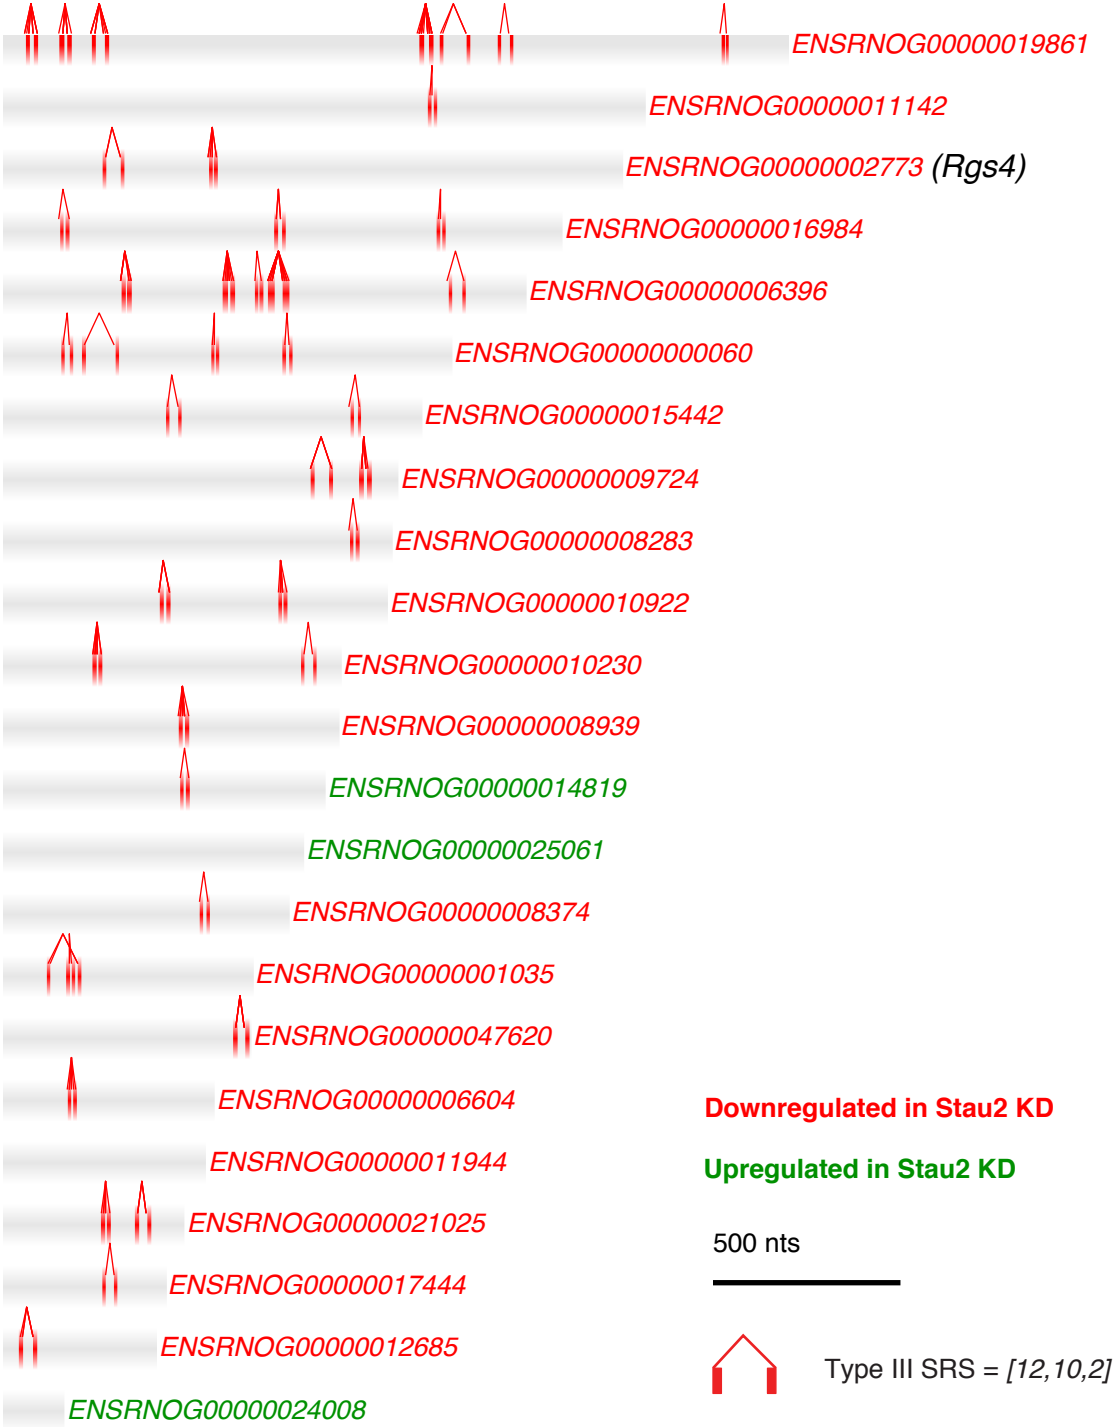 ENSRNOG00000019861
ENSRNOG00000011142
ENSRNOG00000002773 (Rgs4)
ENSRNOG00000016984
ENSRNOG00000006396
ENSRNOG00000000060
ENSRNOG00000015442
ENSRNOG00000009724
ENSRNOG00000008283
ENSRNOG00000010922
ENSRNOG00000010230
ENSRNOG00000008939
ENSRNOG00000014819
ENSRNOG00000025061
ENSRNOG00000008374
ENSRNOG00000001035
ENSRNOG00000047620
ENSRNOG00000006604
Downregulated in Stau2 KD
ENSRNOG00000011944
Upregulated in Stau2 KD
ENSRNOG00000021025
500 nts
ENSRNOG00000017444
ENSRNOG00000012685
Type III SRS = [12,10,2]
ENSRNOG00000024008